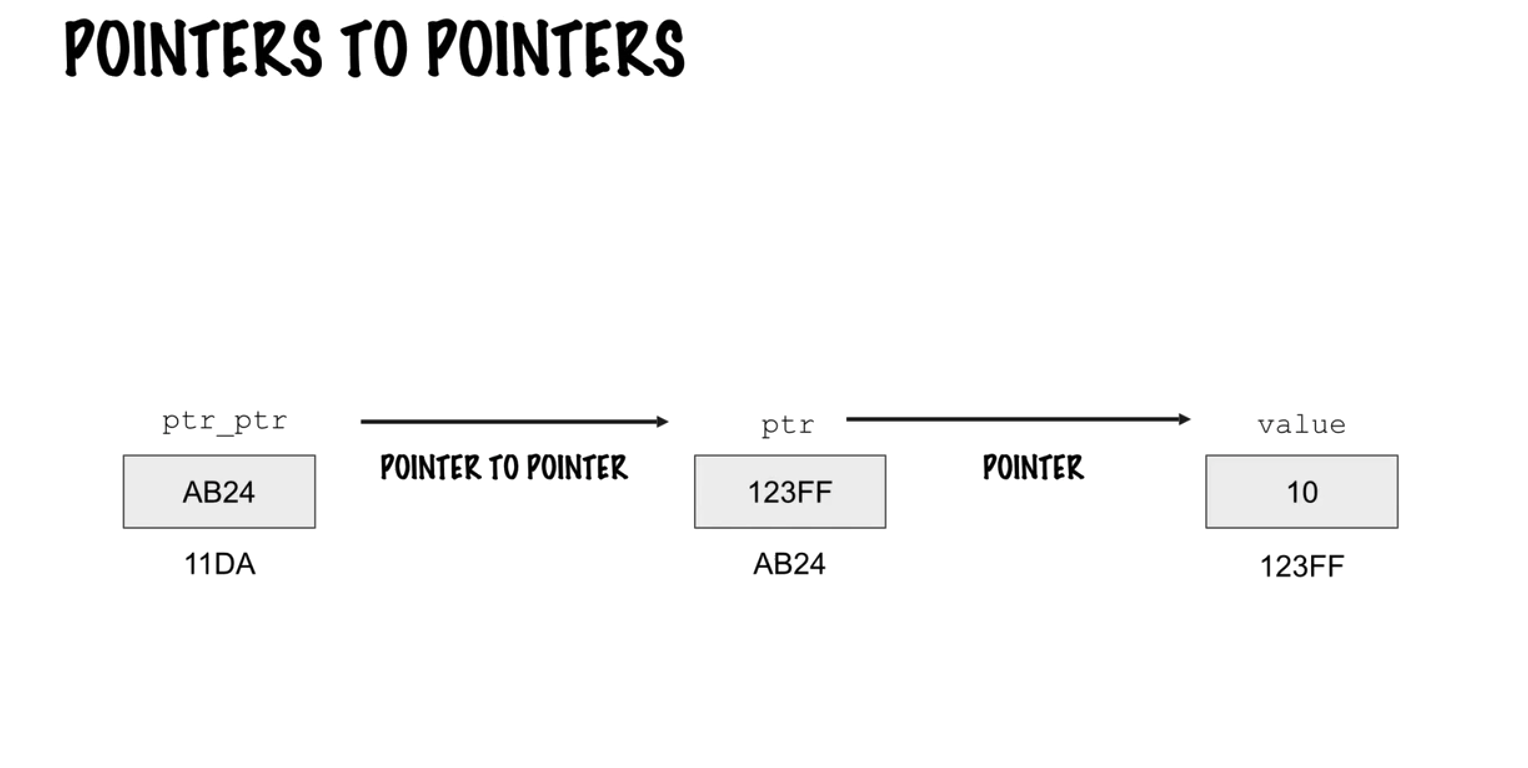 POINTERS TO POINTERS
ptr_ptr
ptr
value
POINTER TO POINTER
POINTER
AB24
123FF
10
11DA
AB24
123FF